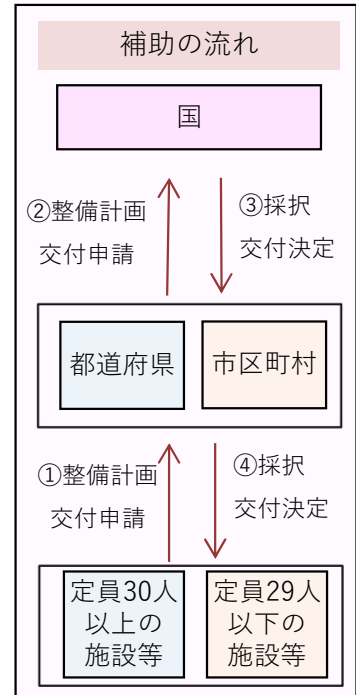 補助の流れ
国
②整備計画
交付申請
③採択
交付決定
都道府県
市区町村
①整備計画
交付申請
④採択
交付決定
定員30人
以上の
施設等
定員29人
以下の
施設等